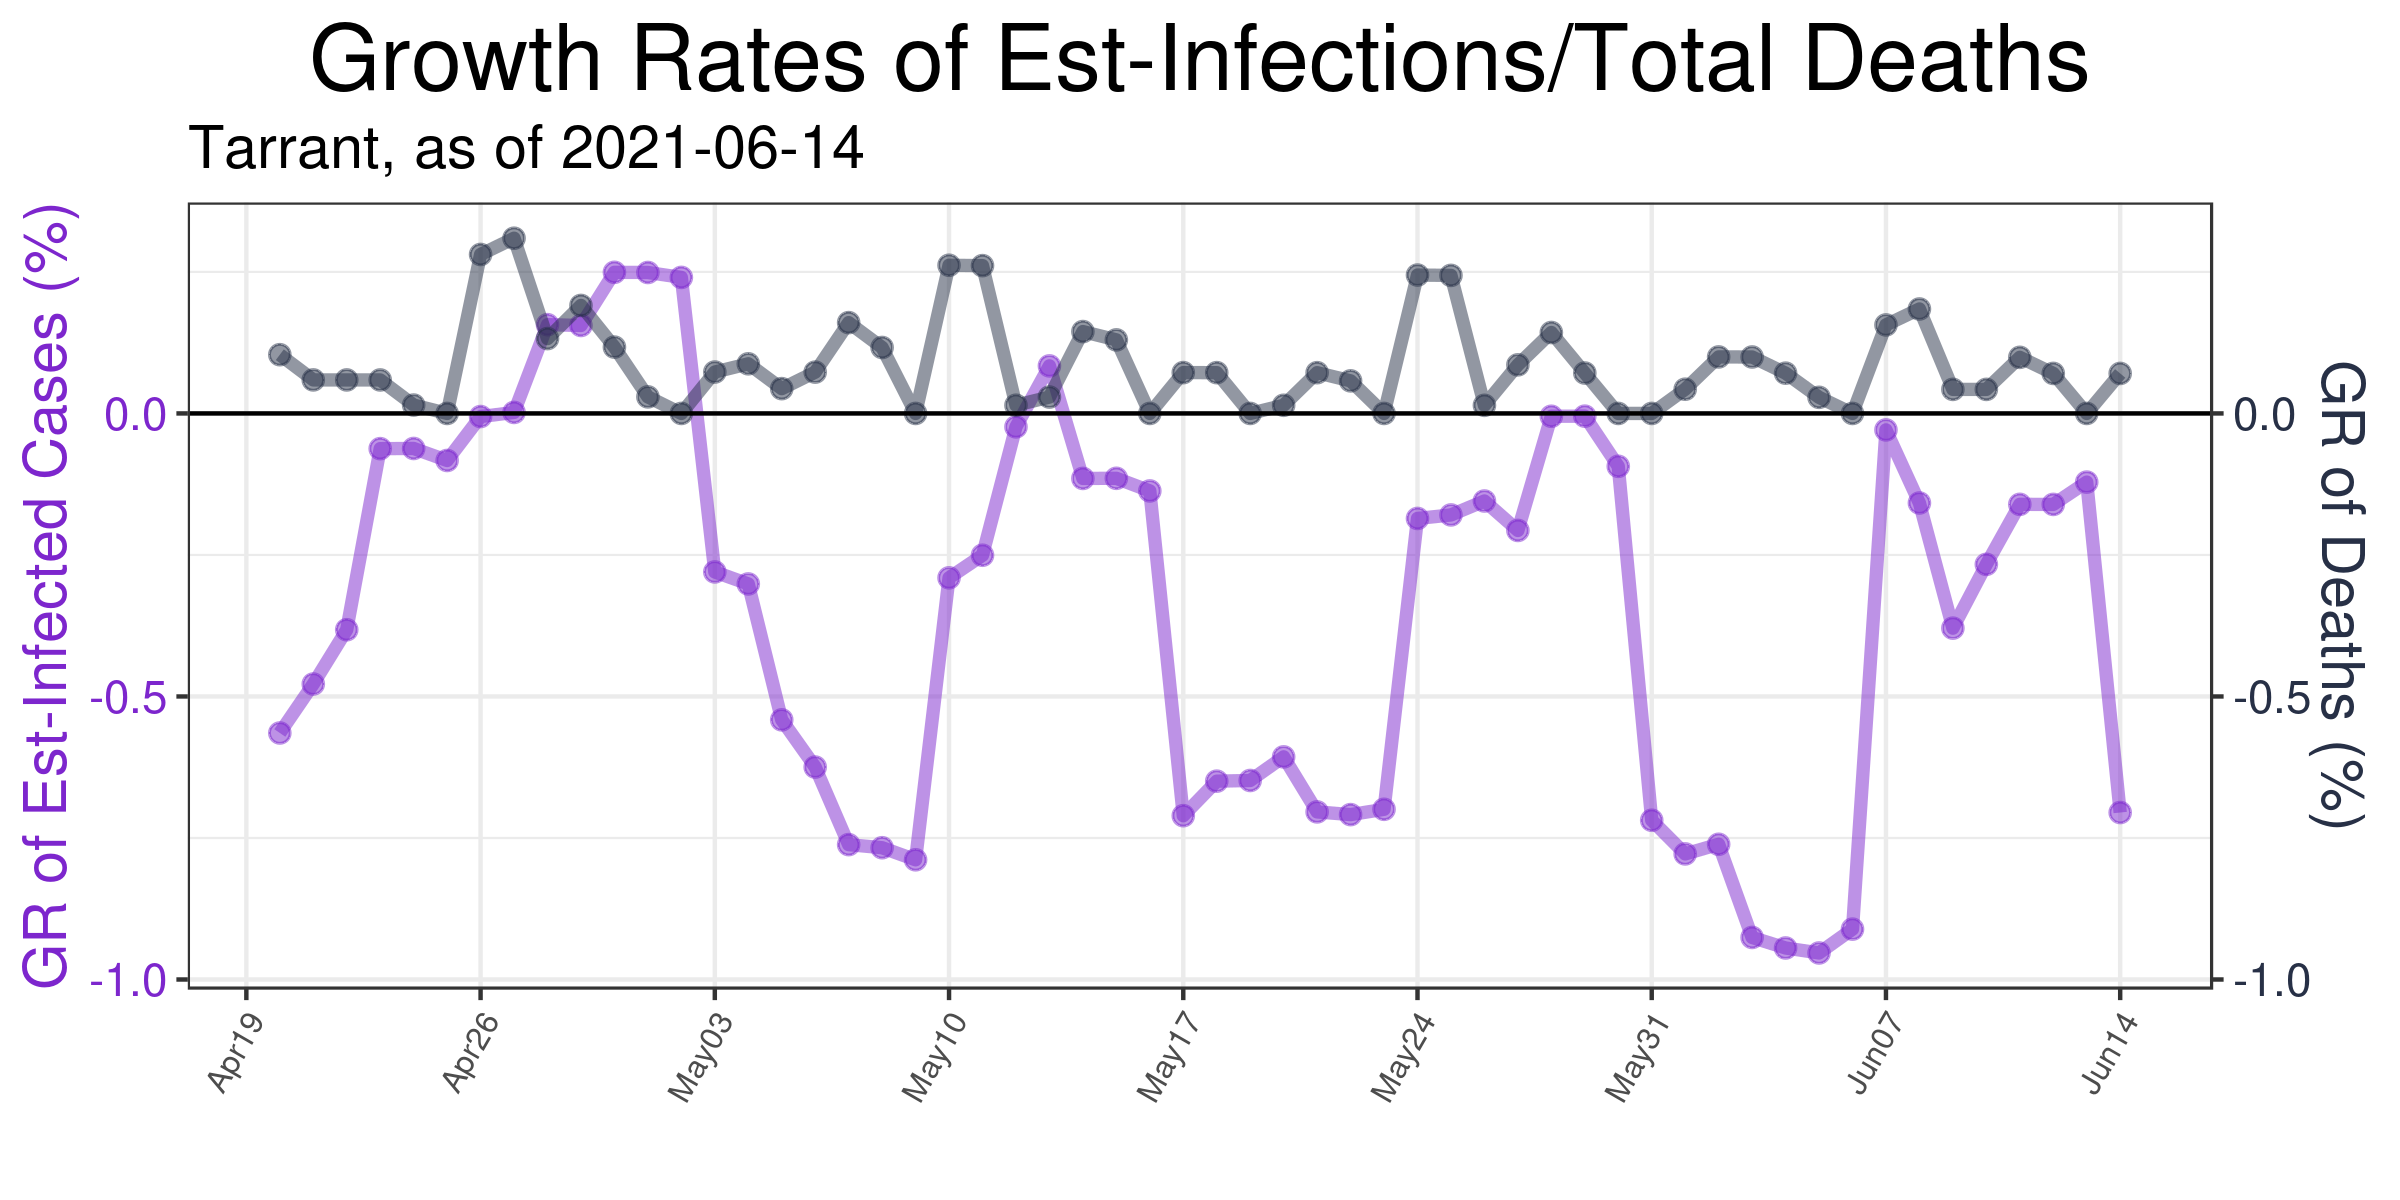 Growth Rates of Est-Infections/Total Deaths
Tarrant, as of 2021-06-14
GR of Est-Infected Cases (%)
0.0
-0.5
-1.0
0.0
-0.5
-1.0
GR of Deaths (%)
Apr19
Apr26
May03
May10
May17
May24
May31
Jun07
Jun14